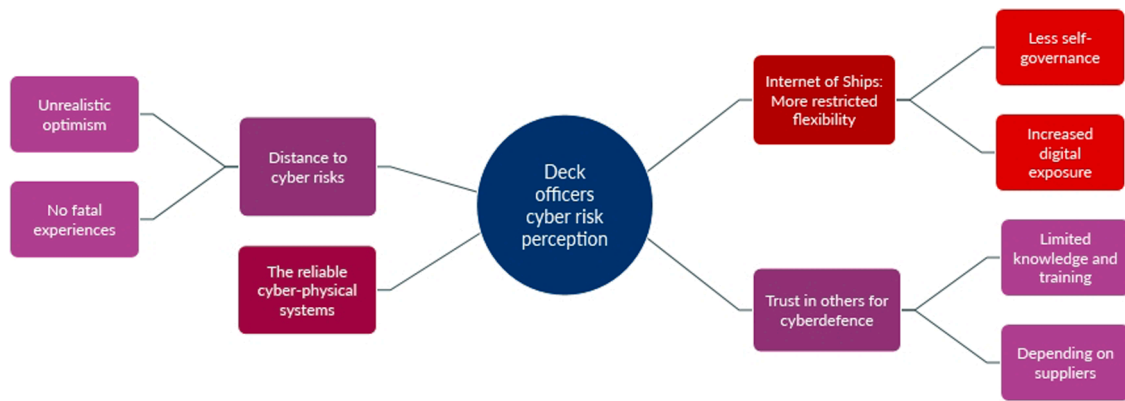 Unrealistic
optimism
No fatal
experiences
Distance to
cyber risks
The reliable
cyber-physical
systems
Deck
officers
cyber risk
perception
Internet of Ships:
More restricted
flexibility
Less self-
governance
Increased
digital
exposure
Trust in others for
cyberdefence
Limited
knowledge and
training
Depending on
suppliers